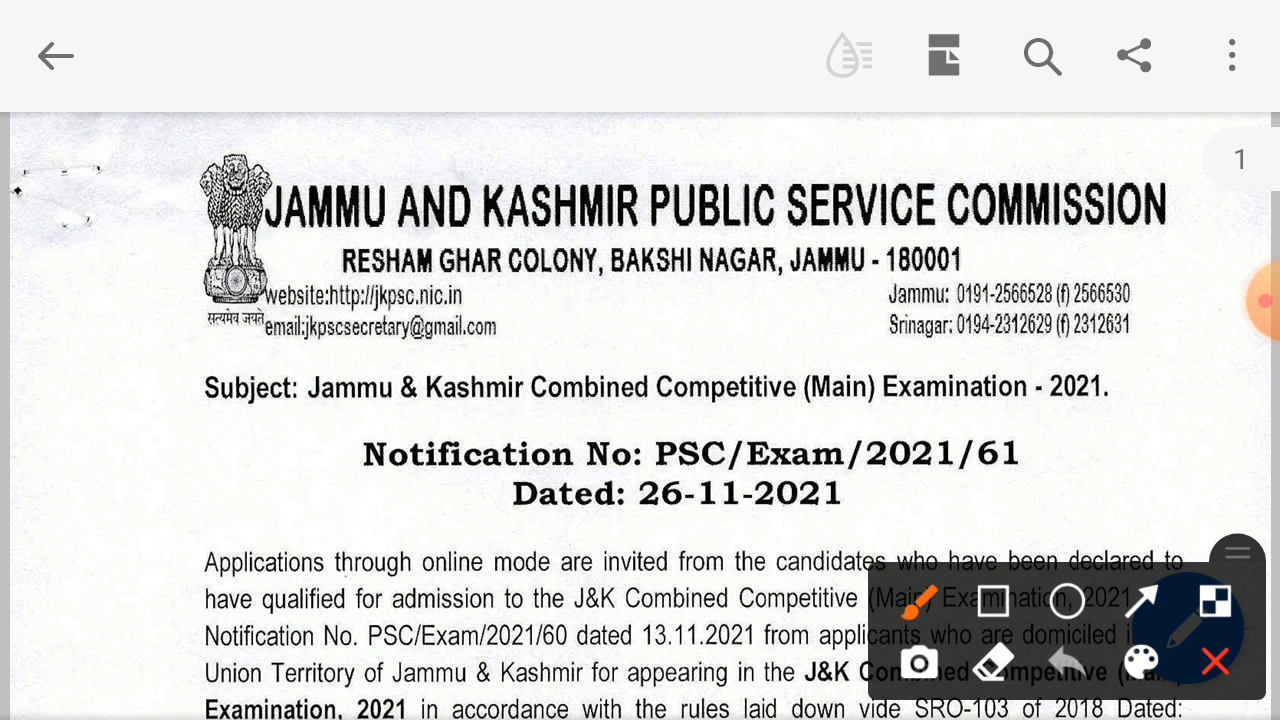 1
JAMMU AND KASHMIR PUBLIC SERVICE COMMISSION
RESHAM GHAR COLONY, BAKSHI NAGAR, JAMMU - 180001
website:http://jkpsc.nic.in Jammu: 0191-2566528 (f) 2566530
सत्यमेव जयते email:jkpscsecretary@gmail.com Srinagar: 0194-2312629 (f) 2312631
Subject: Jammu & Kashmir Combined Competitive (Main) Examination - 2021.
Notification No: PSC/Exam/2021/61
Dated: 26-11-2021
Applications through online mode are invited from the candidates who have been declared to
have qualified for admission to the J&K Combined Competitive (Main) Examination, 2021
Notification No. PSC/Exam/2021/60 dated 13.11.2021 from applicants who are domiciled
Union Territory of Jammu & Kashmir for appearing in the J&K Combined Competitive
Examination, 2021 in accordance with the rules laid down vide SRO-103 of 2018 Dated: